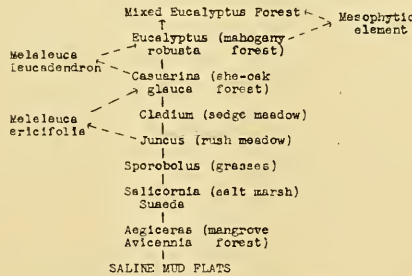 Mixed Eucalyptus Forest
Mesophytic
element
Eucalyptus (mahogany
robusta forest)
Melaleuca
leucadendron
Casuarina (she-oak
glauca forest)
Meleleuca
ericifolia
Cladium (sedge meadow)
Juncus (rush meadow)
Sporobolus (grasses)
Salicornia (salt marsh)
Suaeda
Aegiceras (mangrove
Avicennia forest)
SALINE MUD FLATS